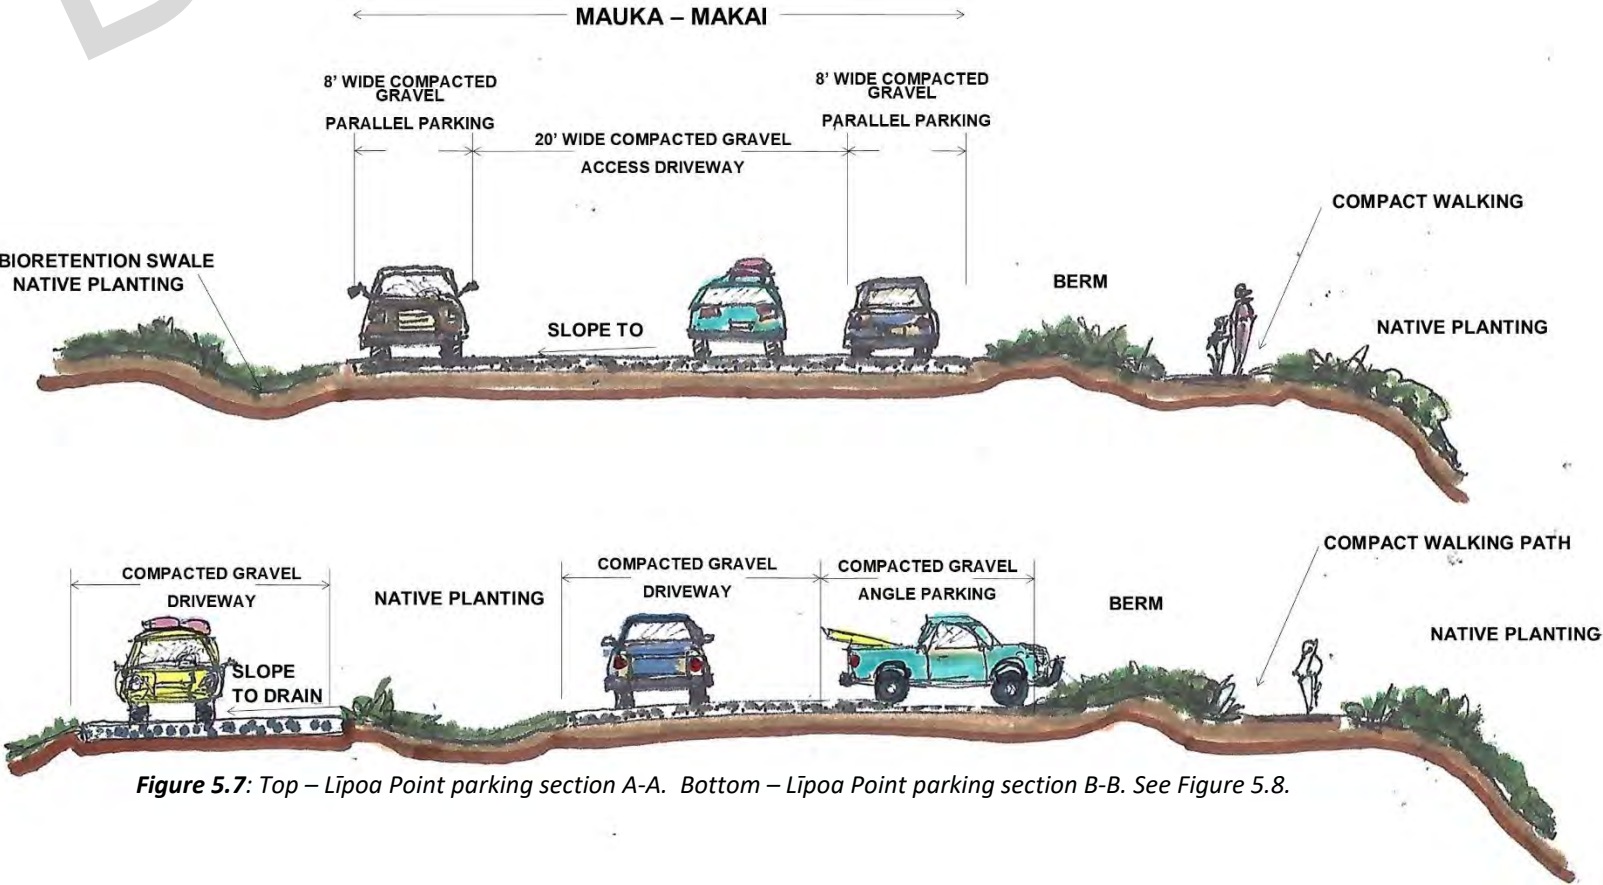 MAUKA – MAKAI
8' WIDE COMPACTED
GRAVEL
PARALLEL PARKING
20' WIDE COMPACTED GRAVEL
ACCESS DRIVEWAY
8' WIDE COMPACTED
GRAVEL
PARALLEL PARKING
COMPACT WALKING
BIORETENTION SWALE
NATIVE PLANTING
SLOPE TO
BERM
NATIVE PLANTING
COMPACTED GRAVEL
DRIVEWAY
NATIVE PLANTING
COMPACTED GRAVEL
DRIVEWAY
COMPACTED GRAVEL
ANGLE PARKING
BERM
COMPACT WALKING PATH
NATIVE PLANTING
SLOPE
TO DRAIN
Figure 5.7: Top – Līpoa Point parking section A-A. Bottom – Līpoa Point parking section B-B. See Figure 5.8.